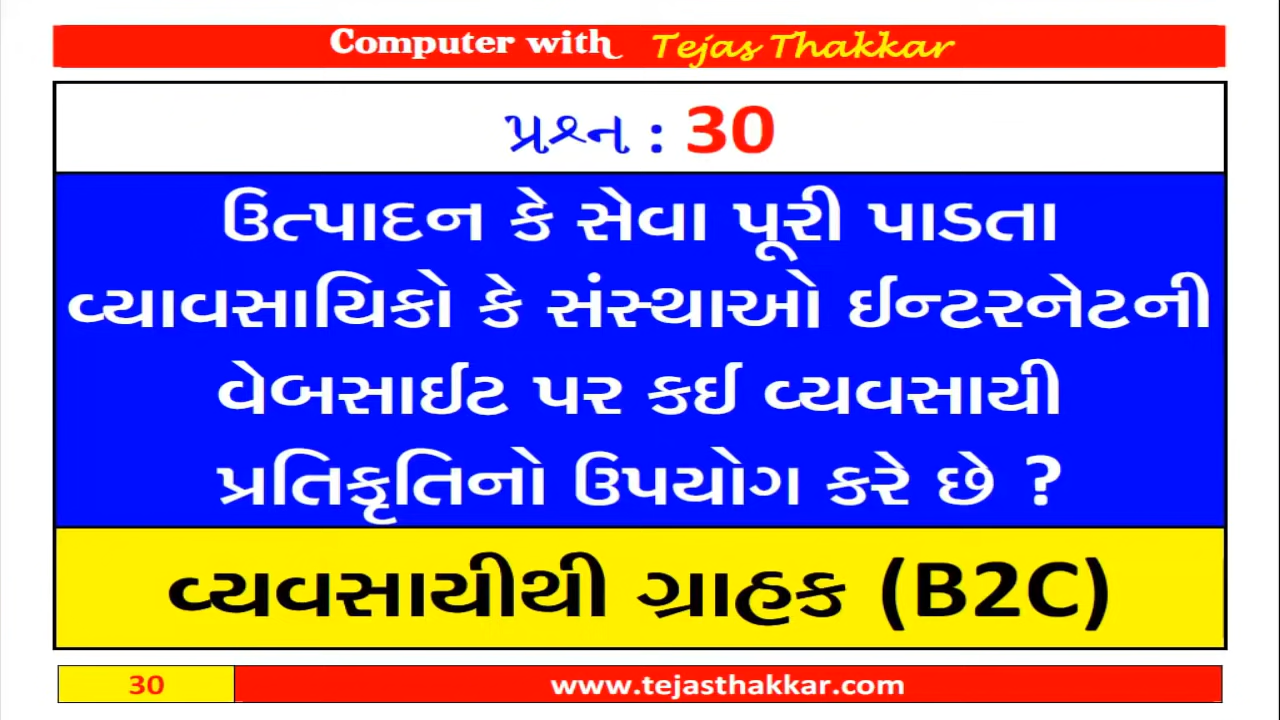 Computer with Tejas Thakkar
પ્રશ્ન : 30
ઉત્પાદન કે સેવા પૂરી પાડતા
વ્યાવસાયિકો કે સંસ્થાઓ ઈન્ટરનેટની
વેબસાઈટ પર કઈ વ્યવસાયી
પ્રતિકૃતિનો ઉપયોગ કરે છે ?
વ્યવસાયીથી ગ્રાહક (B2C)
30 www.tejasthakkar.com